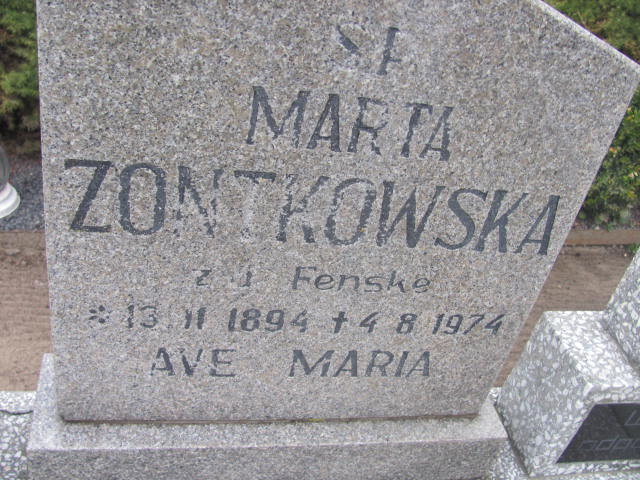 MARTA
ZONTKOWSKA
Fenske
* 13 11 1894 + 4 8 1974
AVE MARIA